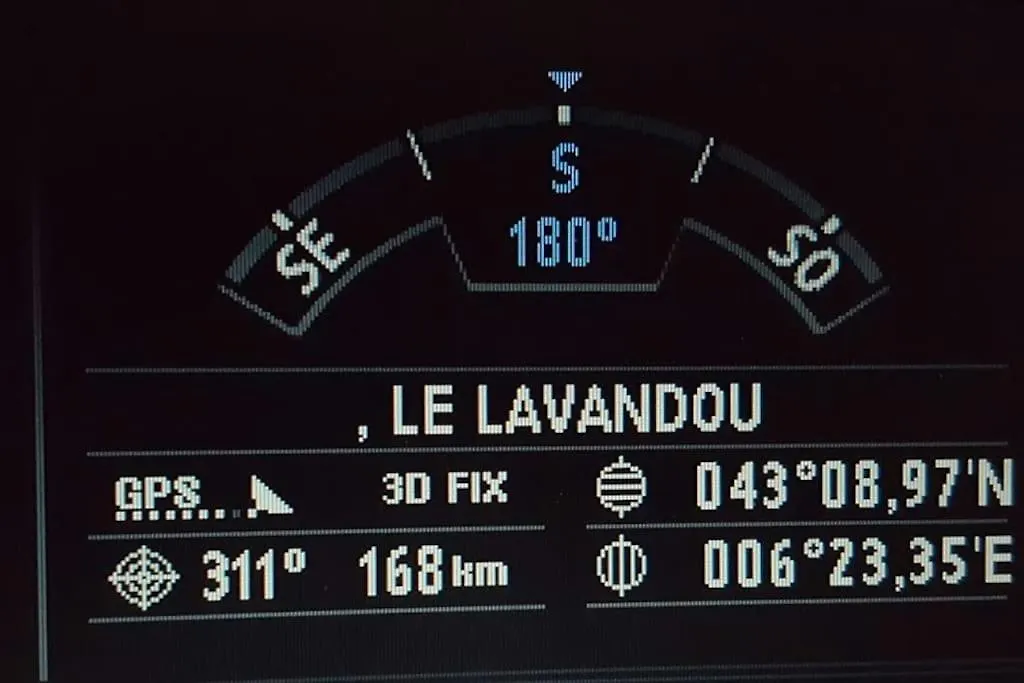 S
180°
SE
SO
, LE LAVANDOU
GPS 3D FIX 043°08,97'N
311° 168km 006°23,35'E